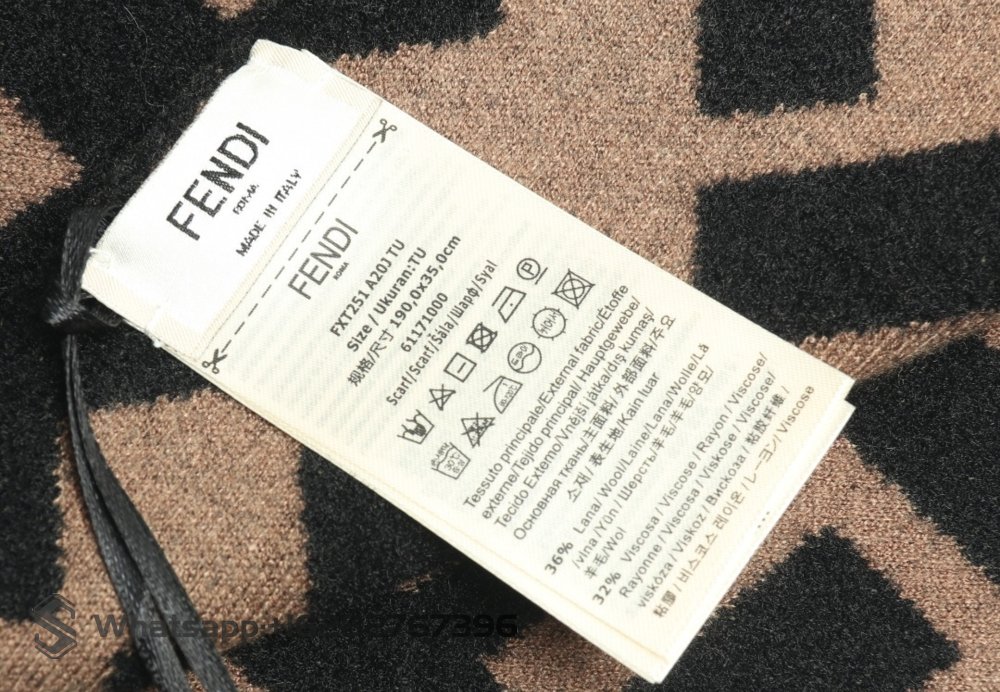 FENDI
ROMA
MADE IN ITALY
FENDI
ROMA
FXT251 A20J TU
Size / Ukuran:TU
规格/尺寸 190,0x35,0cm
61171000
Scarf/Scarf/Šála/Шарф/Syal
Tessuto principale/External fabric/Étoffe
externe/Tejido principal/ Hauptgewebe/
Tecido Externo/Vnější látka/dış Kumaş/
Основная ткань/主面料/外部面料/주요
소재/ 表生地/Kain luar
36% Lana/ Wool/Laine/Lana/Wolle/Lã
/vlna /Yün/ Шерсть/羊毛/羊毛/양모/
羊毛/Wol
32% Viscosa / Viscose / Rayon / Viscose/
Rayonne / Viscosa / Viskose / Viscose/
viskóza / Viskoz / Вискоза / 粘胶纤维/
/ 비스코스 레이온 / レーヨン / Viscose
...
Whatsapp:
67396